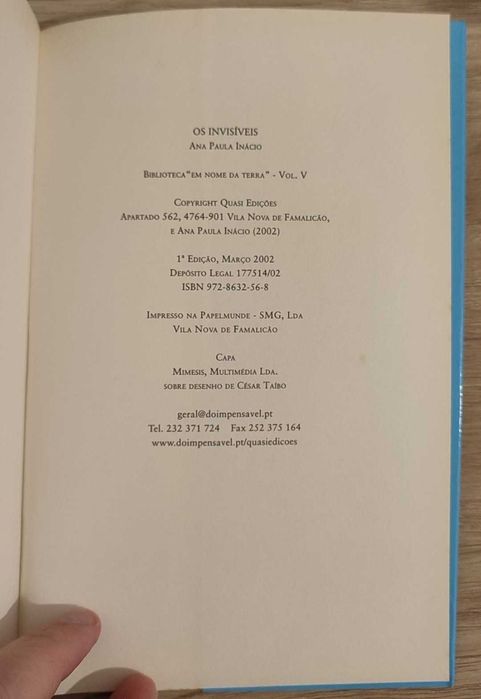 OS INVISÍVEIS
ANA PAULA INÁCIO
BIBLIOTECA"EM NOME DA TERRA" - VOL. V
COPYRIGHT QUASI EDIÇÕES
APARTADO 562, 4764-901 VILA NOVA DE FAMALICÃO,
E ANA PAULA INÁCIO (2002)
1ª EDIÇÃO, MARÇO 2002
DEPÓSITO LEGAL 177514/02
ISBN 972-8632-56-8
IMPRESSO NA PAPELMUNDE - SMG, LDA
VILA NOVA DE FAMALICÃO
CAPA
MIMESIS, MULTIMÉDIA LDA.
SOBRE DESENHO DE CÉSAR TAÍBO
geral@doimpensavel.pt
Tel. 232 371 724 Fax 252 375 164
www.doimpensavel.pt/quasiedicoes